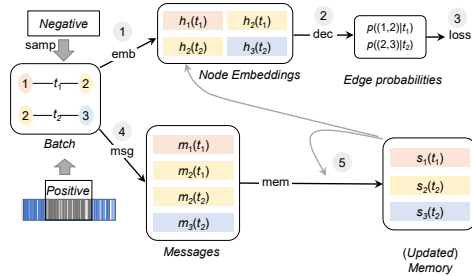 Negative
samp
1
emb
h₁(t₁) h₂(t₁)
h₂(t₂) h₃(t₂)
Node Embeddings
2
dec
p((1,2)|t₁)
p((2,3)|t₂)
Edge probabilities
3
loss
1 t₁ 2
2 t₂ 3
Batch
Positive
4
msg
m₁(t₁)
m₂(t₁)
m₂(t₂)
m₃(t₂)
Messages
mem
5
s₁(t₁)
s₂(t₂)
s₃(t₂)
(Updated)
Memory